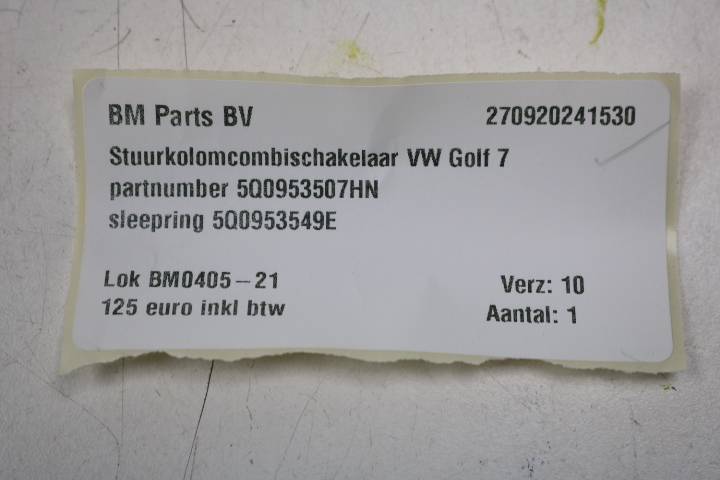 BM Parts BV 270920241530
Stuurkolomcombischakelaar VW Golf 7
partnumber 5Q0953507HN
sleepring 5Q0953549E
Lok BM0405-21 Verz: 10
125 euro inkl btw Aantal: 1